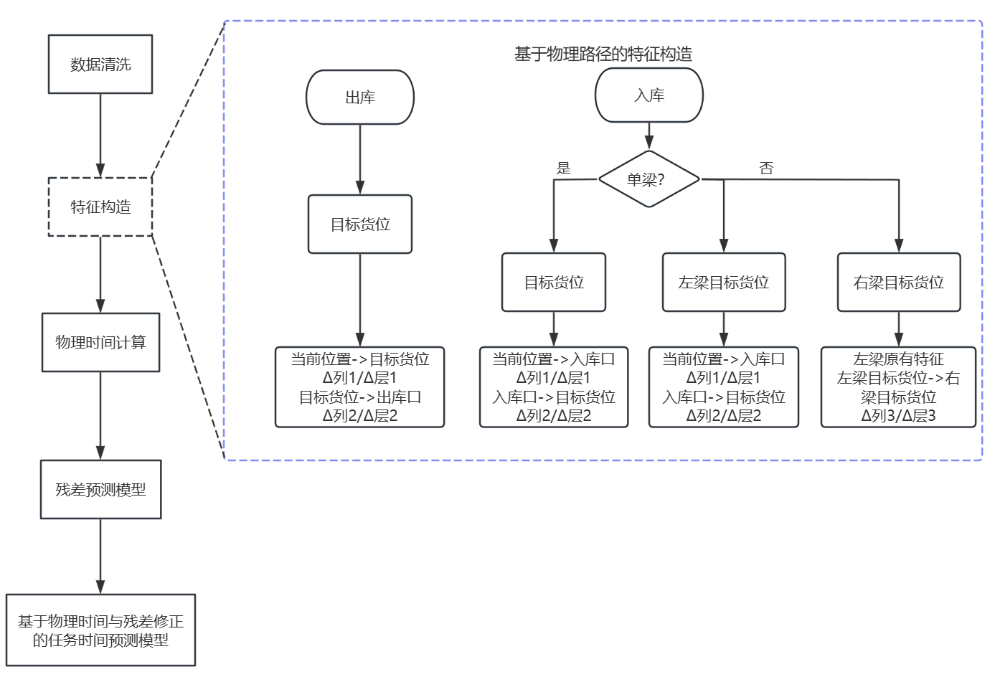 数据清洗
特征构造
物理时间计算
残差预测模型
基于物理时间与残差修正
的任务时间预测模型
基于物理路径的特征构造
出库
目标货位
当前位置->目标货位
Δ列1/Δ层1
目标货位->出库口
Δ列2/Δ层2
入库
单梁?
是
否
目标货位
当前位置->入库口
Δ列1/Δ层1
入库口->目标货位
Δ列2/Δ层2
左梁目标货位
当前位置->入库口
Δ列1/Δ层1
入库口->目标货位
Δ列2/Δ层2
右梁目标货位
左梁原有特征
左梁目标货位->右
梁目标货位
Δ列3/Δ层3